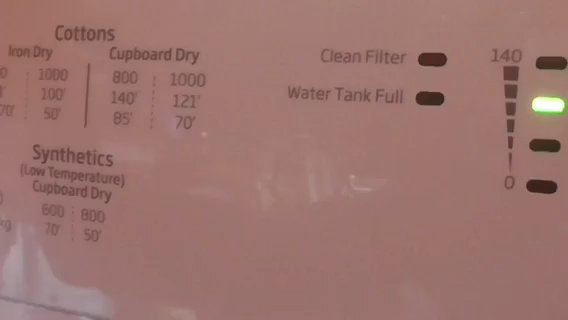 Cottons
Iron Dry Cupboard Dry
1000 800 1000
100' 140' 121'
50' 85' 70'
Synthetics
(Low Temperature)
Cupboard Dry
600 800
70' 50'
kg
Clean Filter
Water Tank Full
140
0